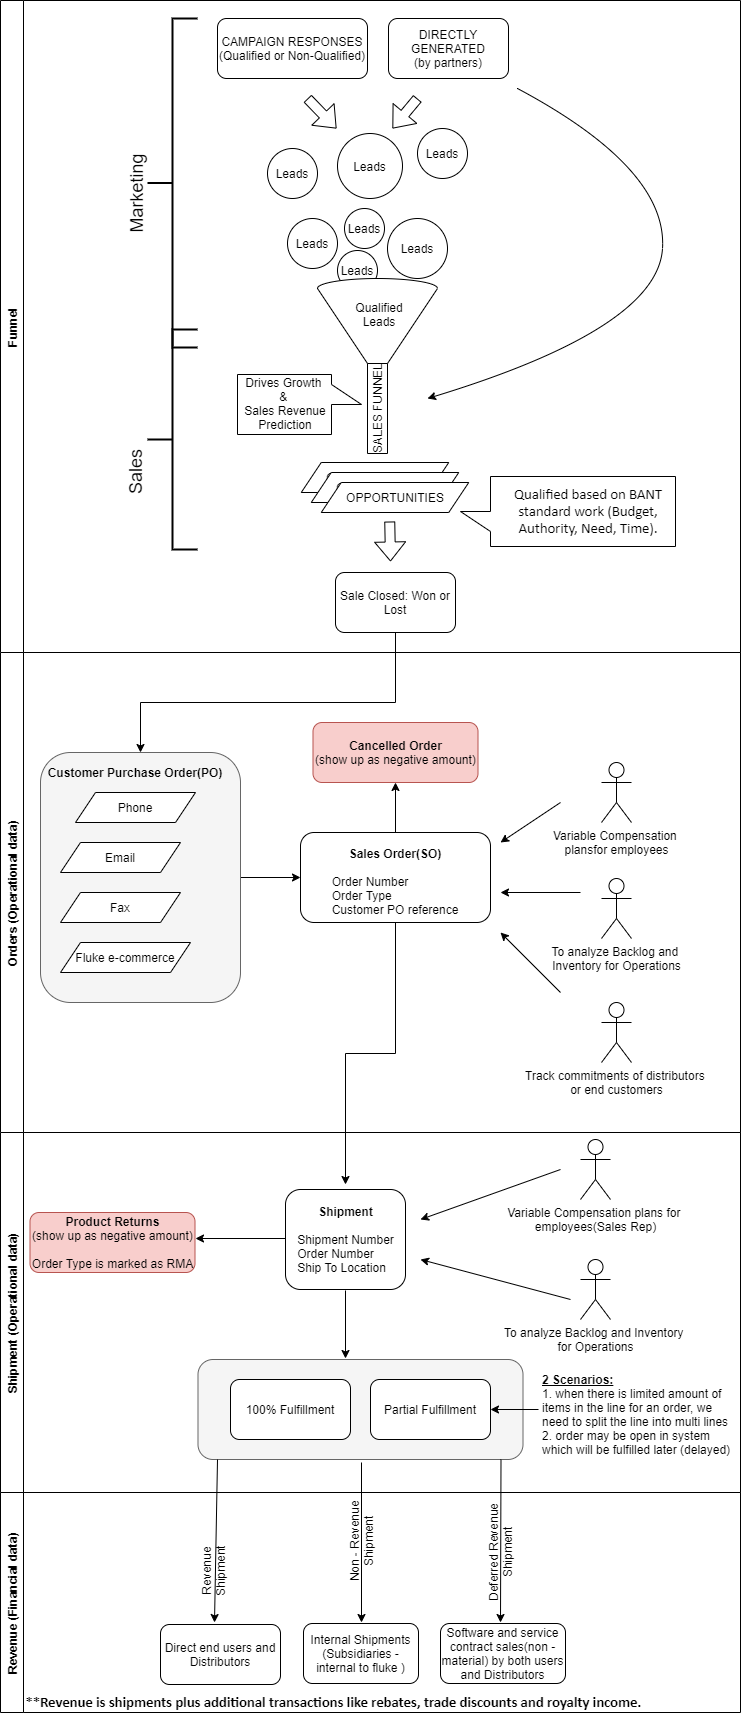 CAMPAIGN RESPONSES
(Qualified or Non-Qualified)
DIRECTLY
GENERATED
(by partners)
Marketing
Leads
Leads
Leads
Leads
Leads
Leads
Leads
Qualified
Leads
Funnel
SALES FUNNEL
Drives Growth
&
Sales Revenue
Prediction
Sales
OPPORTUNITIES
Qualified based on BANT
standard work (Budget,
Authority, Need, Time).
Sale Closed: Won or
Lost
Orders (Operational data)
Customer Purchase Order(PO)
Phone
Email
Fax
Fluke e-commerce
Cancelled Order
(show up as negative amount)
Sales Order(SO)
Order Number
Order Type
Customer PO reference
Variable Compensation
plansfor employees
To analyze Backlog and
Inventory for Operations
Track commitments of distributors
or end customers
Shipment (Operational data)
Product Returns
(show up as negative amount)
Order Type is marked as RMA
Shipment
Shipment Number
Order Number
Ship To Location
Variable Compensation plans for
employees(Sales Rep)
To analyze Backlog and Inventory
for Operations
100% Fulfillment
Partial Fulfillment
2 Scenarios:
1. when there is limited amount of
items in the line for an order, we
need to split the line into multi lines
2. order may be open in system
which will be fulfilled later (delayed)
Revenue (Financial data)
Revenue
Shipment
Non - Revenue
Shipment
Deferred Revenue
Shipment
Direct end users and
Distributors
Internal Shipments
(Subsidiaries -
internal to fluke )
Software and service
contract sales(non -
material) by both users
and Distributors
**Revenue is shipments plus additional transactions like rebates, trade discounts and royalty income.